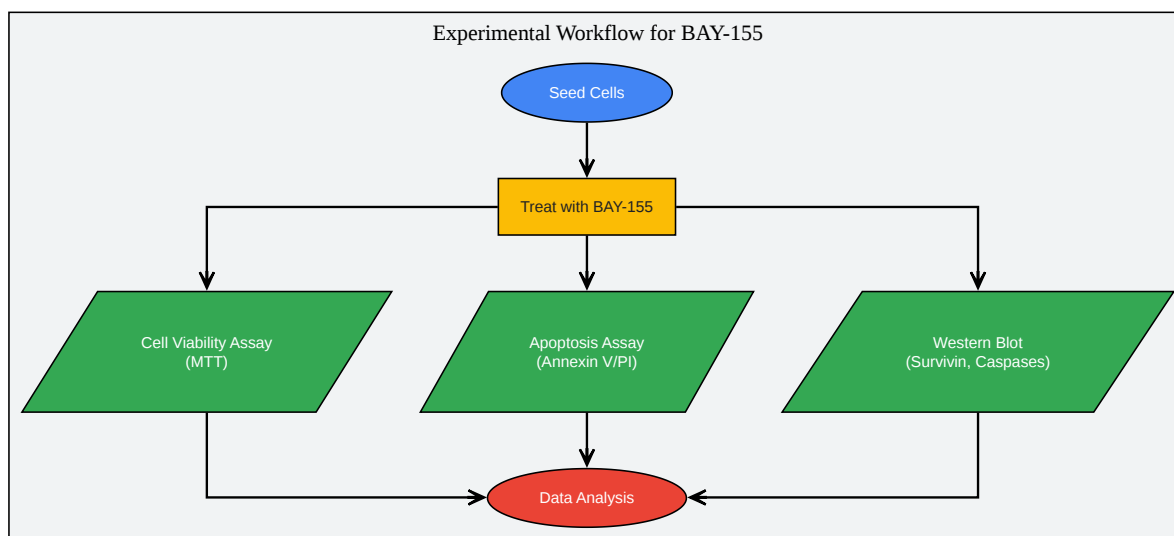 Experimental Workflow for BAY-155
Seed Cells
Treat with BAY-155
Cell Viability Assay
(MTT)
Apoptosis Assay
(Annexin V/PI)
Western Blot
(Survivin, Caspases)
Data Analysis